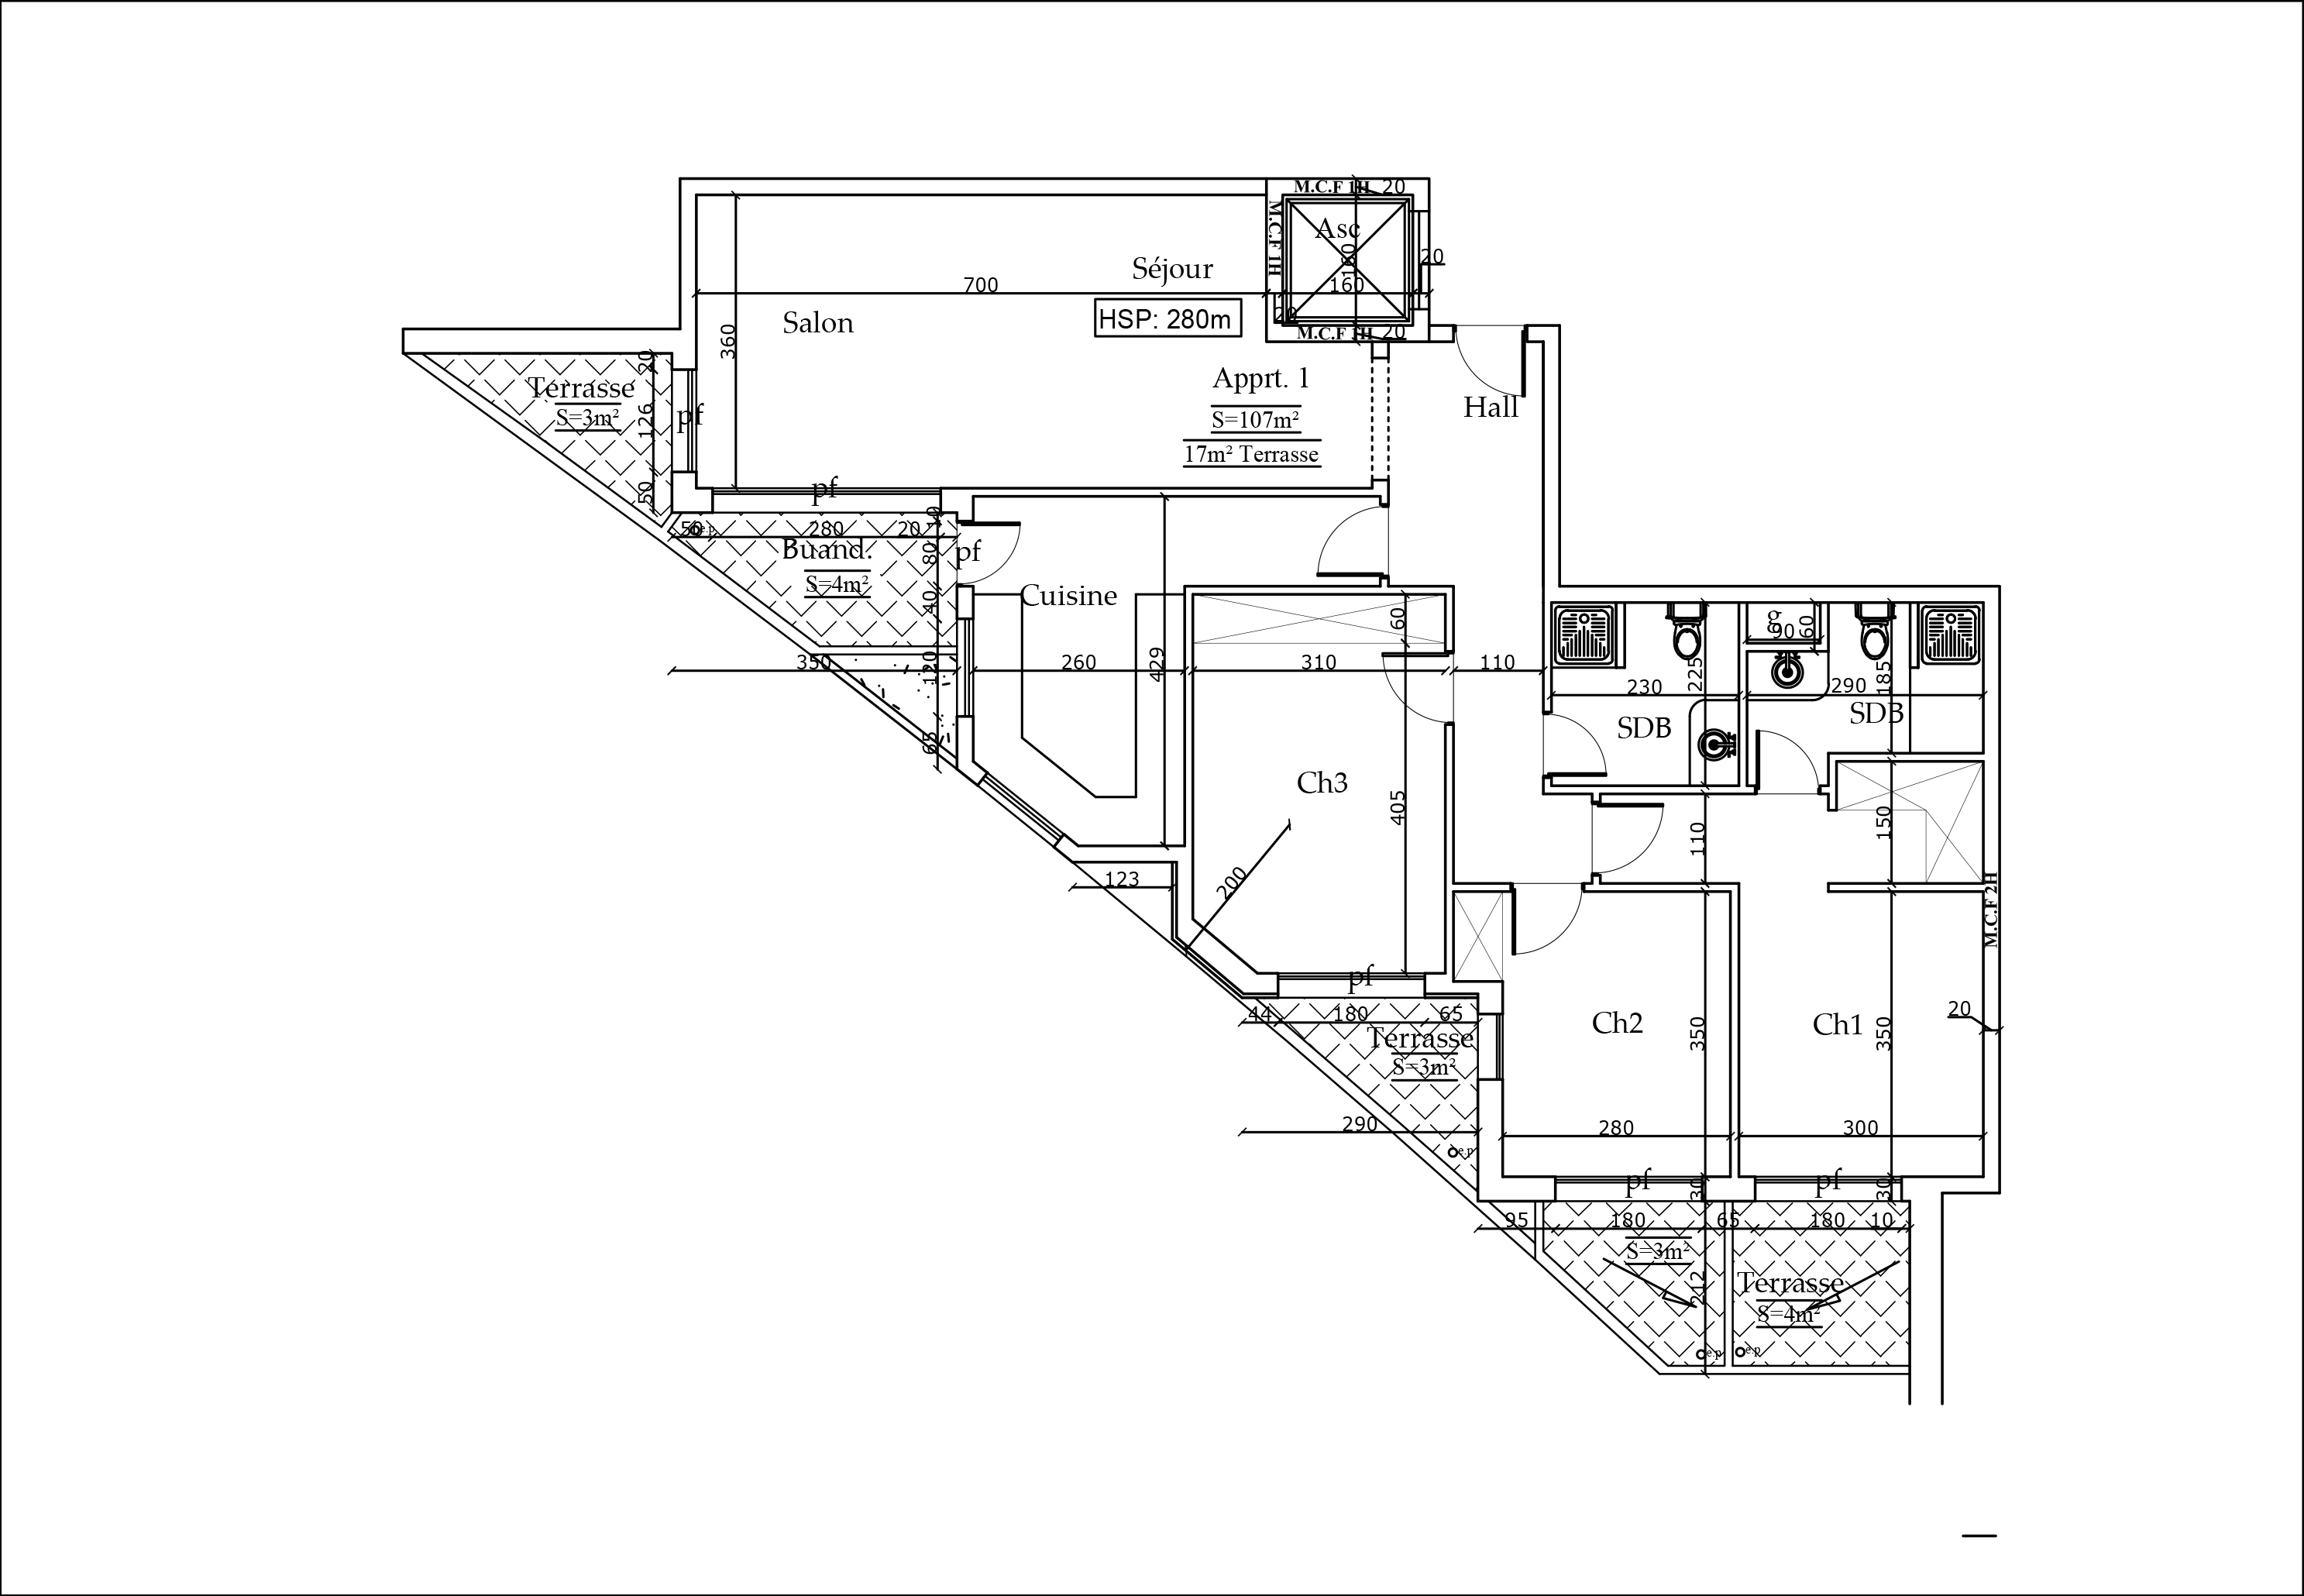 M.C.F 1H
20
M.C.F 1H
Asc
160
20
160
20
M.C.F 1H
20
Séjour
700
HSP: 280m
Salon
360
Apprt. 1
S=107m²
17m² Terrasse
Hall
Terrasse
S=3m²
20
126
50
pf
pf
50
e.p
280
20
10
Buand.
S=4m²
80
pf
40
120
65
Cuisine
350
260
429
310
110
60
405
Ch3
200
123
230
225
SDB
g
90
60
290
185
SDB
110
150
M.C.F 2H
pf
44
180
65
Terrasse
S=3m²
290
e.p
Ch2
350
280
Ch1
350
300
20
pf
30
pf
30
95
180
65
180
10
S=3m²
212
Terrasse
S=4m²
e.p
e.p